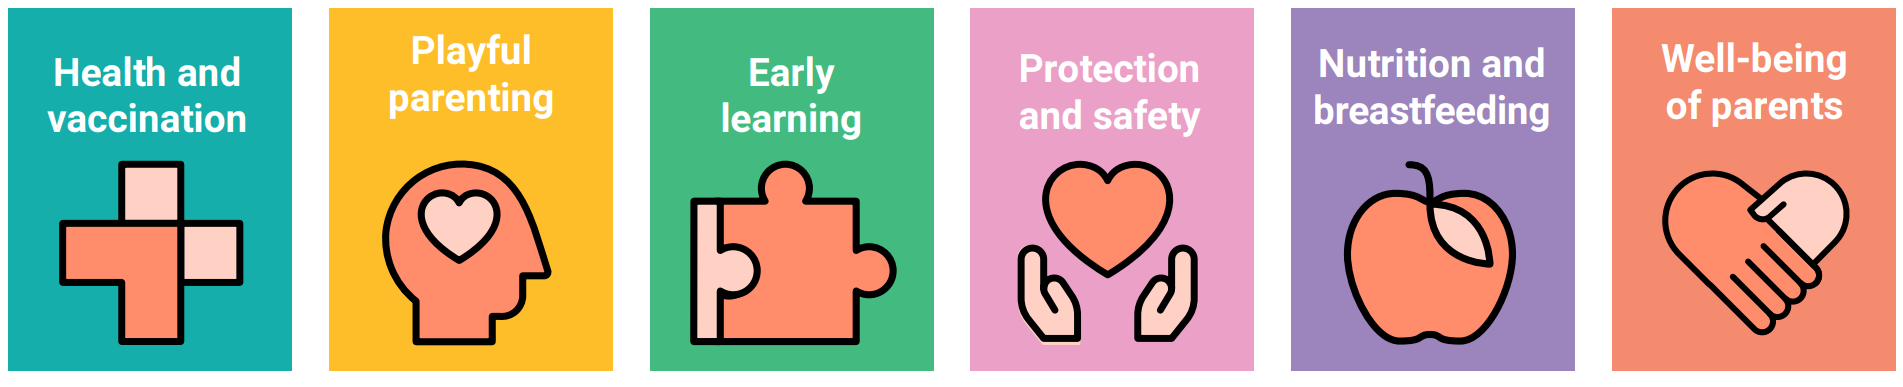 Health and
vaccination
Playful
parenting
Early
learning
Protection
and safety
Nutrition and
breastfeeding
Well-being
of parents